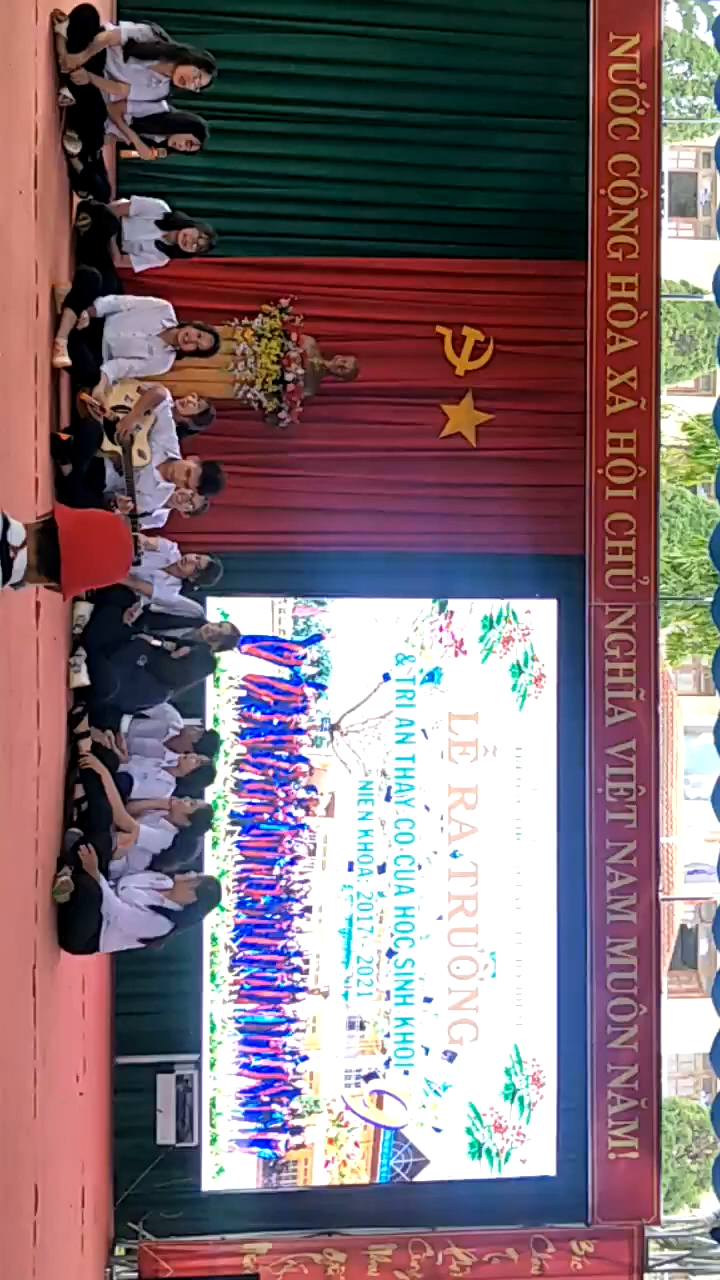 NƯỚC CỘNG HÒA XÃ HỘI CHỦ NGHĨA VIỆT NAM MUÔN NĂM!
LỄ RA TRƯỜNG
& TRI ÂN THẦY CÔ CỦA HỌC SINH KHỐI 9
NIÊN KHÓA: 2017 - 2021